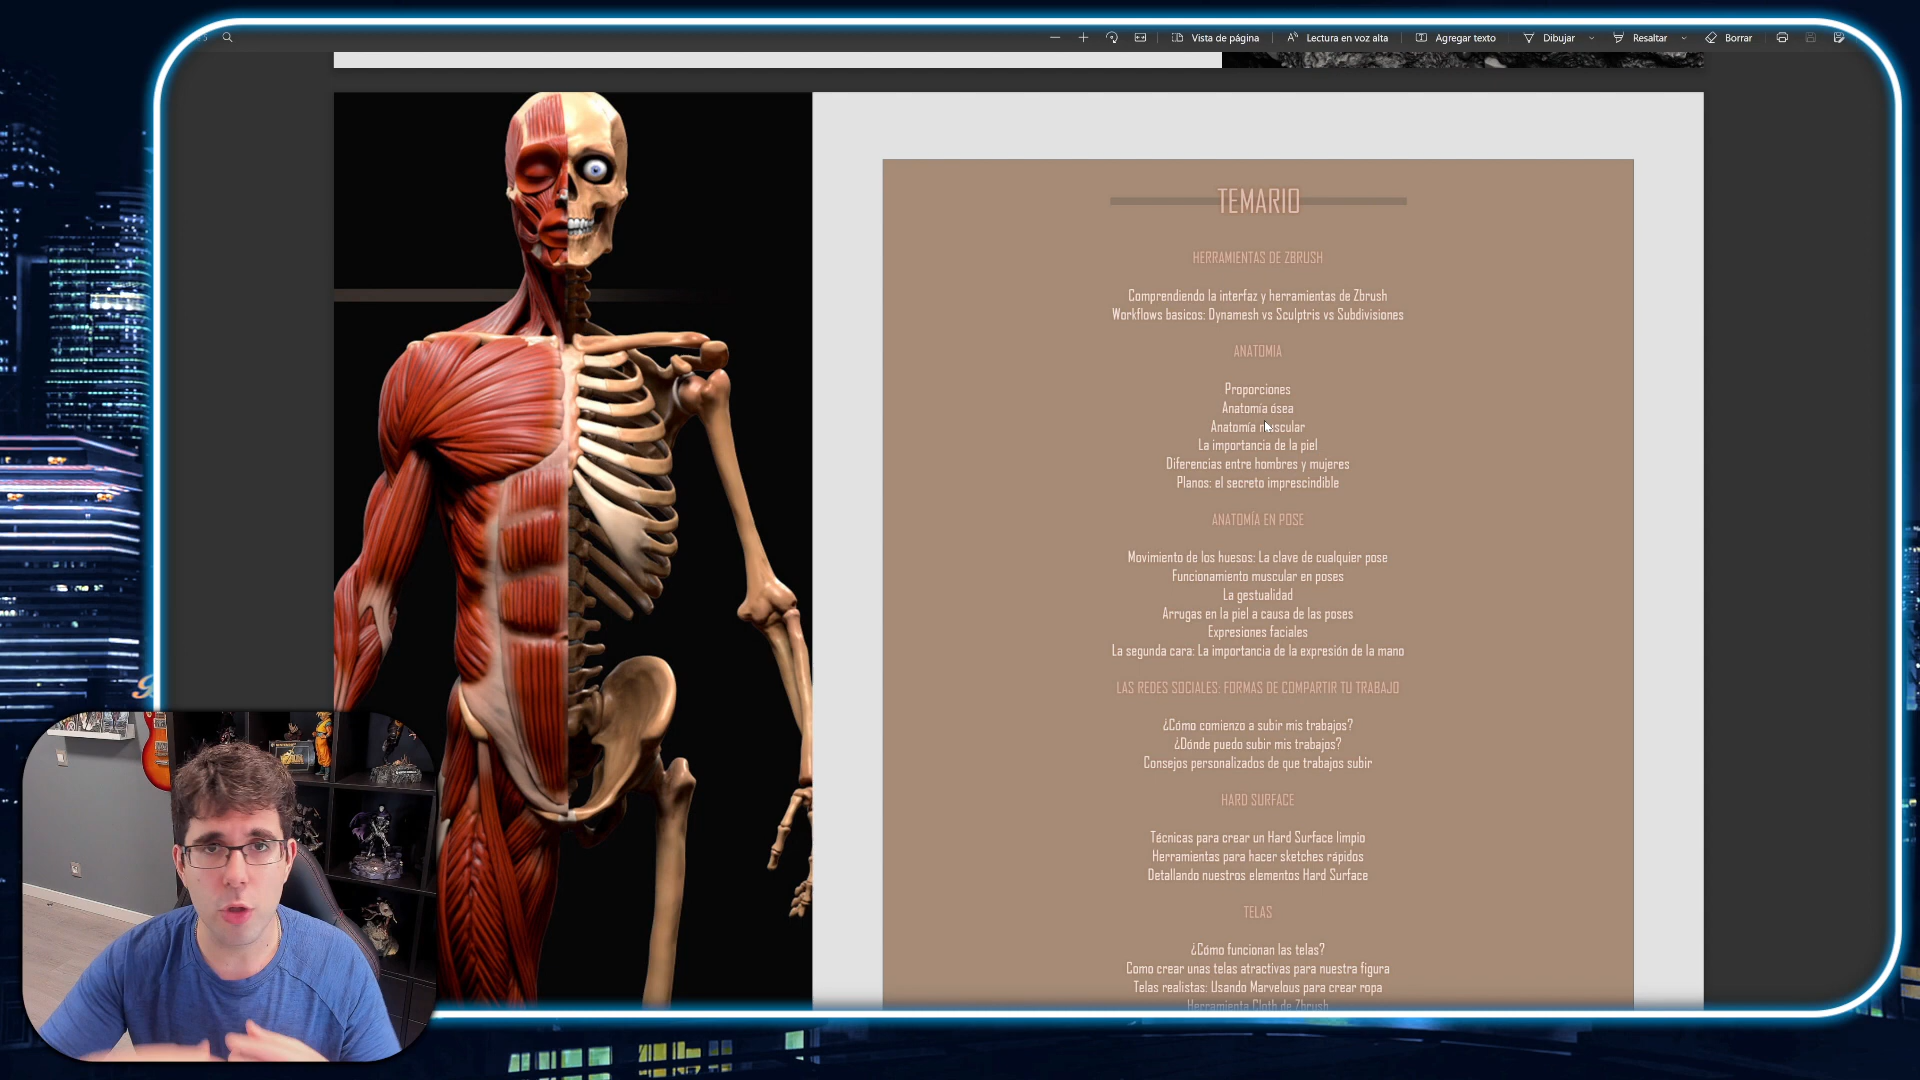 Vista de página
Lectura en voz alta
Agregar texto
Dibujar
Resaltar
Borrar
TEMARIO
HERRAMIENTAS DE ZBRUSH
Comprendiendo la interfaz y herramientas de Zbrush
Workflows basicos: Dynamesh vs Sculptris vs Subdivisiones
ANATOMIA
Proporciones
Anatomía ósea
Anatomía muscular
La importancia de la piel
Diferencias entre hombres y mujeres
Planos: el secreto imprescindible
ANATOMÍA EN POSE
Movimiento de los huesos: La clave de cualquier pose
Funcionamiento muscular en poses
La gestualidad
Arrugas en la piel a causa de las poses
Expresiones faciales
La segunda cara: La importancia de la expresión de la mano
LAS REDES SOCIALES: FORMAS DE COMPARTIR TU TRABAJO
¿Cómo comienzo a subir mis trabajos?
¿Dónde puedo subir mis trabajos?
Consejos personalizados de que trabajos subir
HARD SURFACE
Técnicas para crear un Hard Surface limpio
Herramientas para hacer sketches rápidos
Detallando nuestros elementos Hard Surface
TELAS
¿Cómo funcionan las telas?
Como crear unas telas atractivas para nuestra figura
Telas realistas: Usando Marvelous para crear ropa
Herramienta Cloth de Zbrush